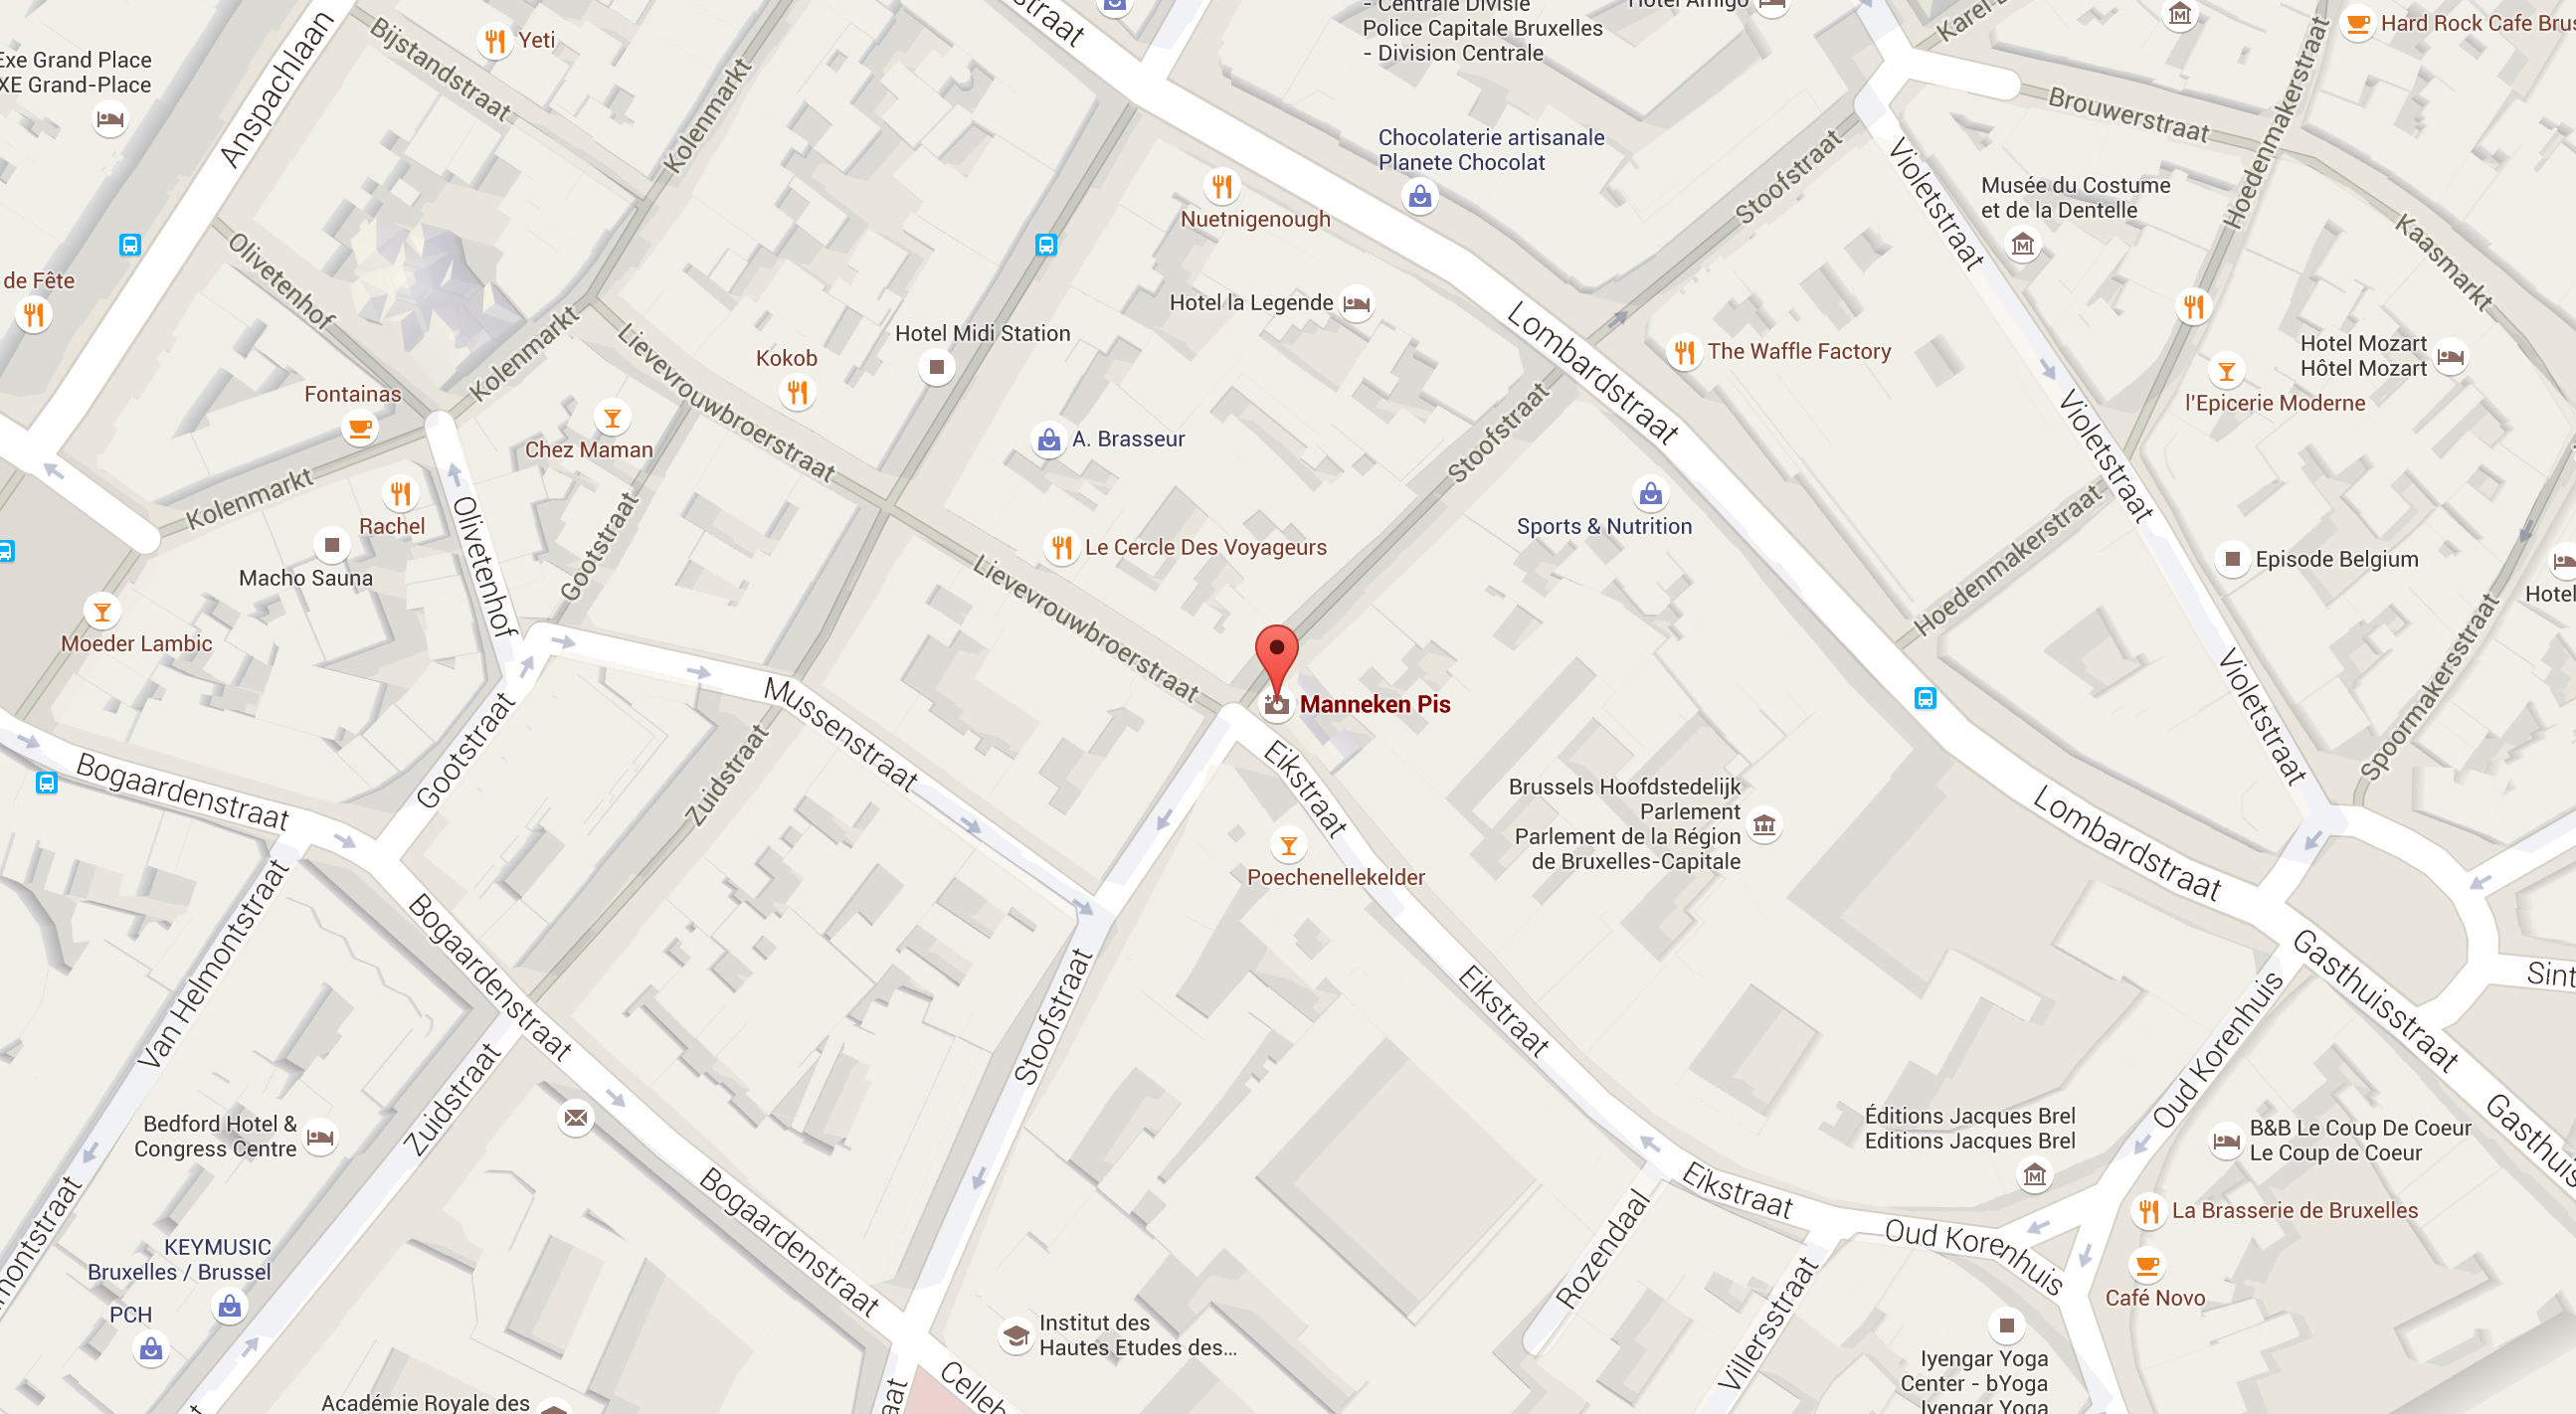 - Centrale Divisie
Police Capitale Bruxelles
- Division Centrale
Hotel Amigo
Hard Rock Cafe Brus
Yeti
Exe Grand Place
XE Grand-Place
Anspachlaan
Bijstandstraat
Kolenmarkt
straat
Chocolaterie artisanale
Planete Chocolat
Stoofstraat
Violetstraat
Brouwerstraat
Hoedenmakerstraat
Musée du Costume
et de la Dentelle
Kaasmarkt
Nuetnigenough
Olivetenhof
de Fête
Hotel la Legende
Lombardstraat
The Waffle Factory
Hotel Mozart
Hôtel Mozart
l'Epicerie Moderne
Hotel Midi Station
Kokob
Kolenmarkt
Lievevrouwbroerstraat
Fontainas
Chez Maman
A. Brasseur
Stoofstraat
Violetstraat
Kolenmarkt
Rachel
Olivetenhof
Gootstraat
Macho Sauna
Le Cercle Des Voyageurs
Sports & Nutrition
Hoedenmakerstraat
Episode Belgium
Hotel
Moeder Lambic
Lievevrouwbroerstraat
Manneken Pis
Violetstraat
Spoormakersstraat
Mussenstraat
Gootstraat
Bogaardenstraat
Zuidstraat
Eikstraat
Brussels Hoofdstedelijk
Parlement
Parlement de la Région
de Bruxelles-Capitale
Lombardstraat
Poechenellekelder
Van Helmontstraat
Bogaardenstraat
Stoofstraat
Eikstraat
Gasthuisstraat
Sint
Oud Korenhuis
Zuidstraat
Bedford Hotel &
Congress Centre
Éditions Jacques Brel
Editions Jacques Brel
B&B Le Coup De Coeur
Le Coup de Coeur
Gasthuis
Bogaardenstraat
Eikstraat
Rozendaal
Oud Korenhuis
La Brasserie de Bruxelles
Café Novo
montstraat
KEYMUSIC
Bruxelles / Brussel
PCH
Villersstraat
Institut des
Hautes Etudes des...
Iyengar Yoga
Center - bYoga
Iyengar Yoga
Académie Royale des
aat
Celleb